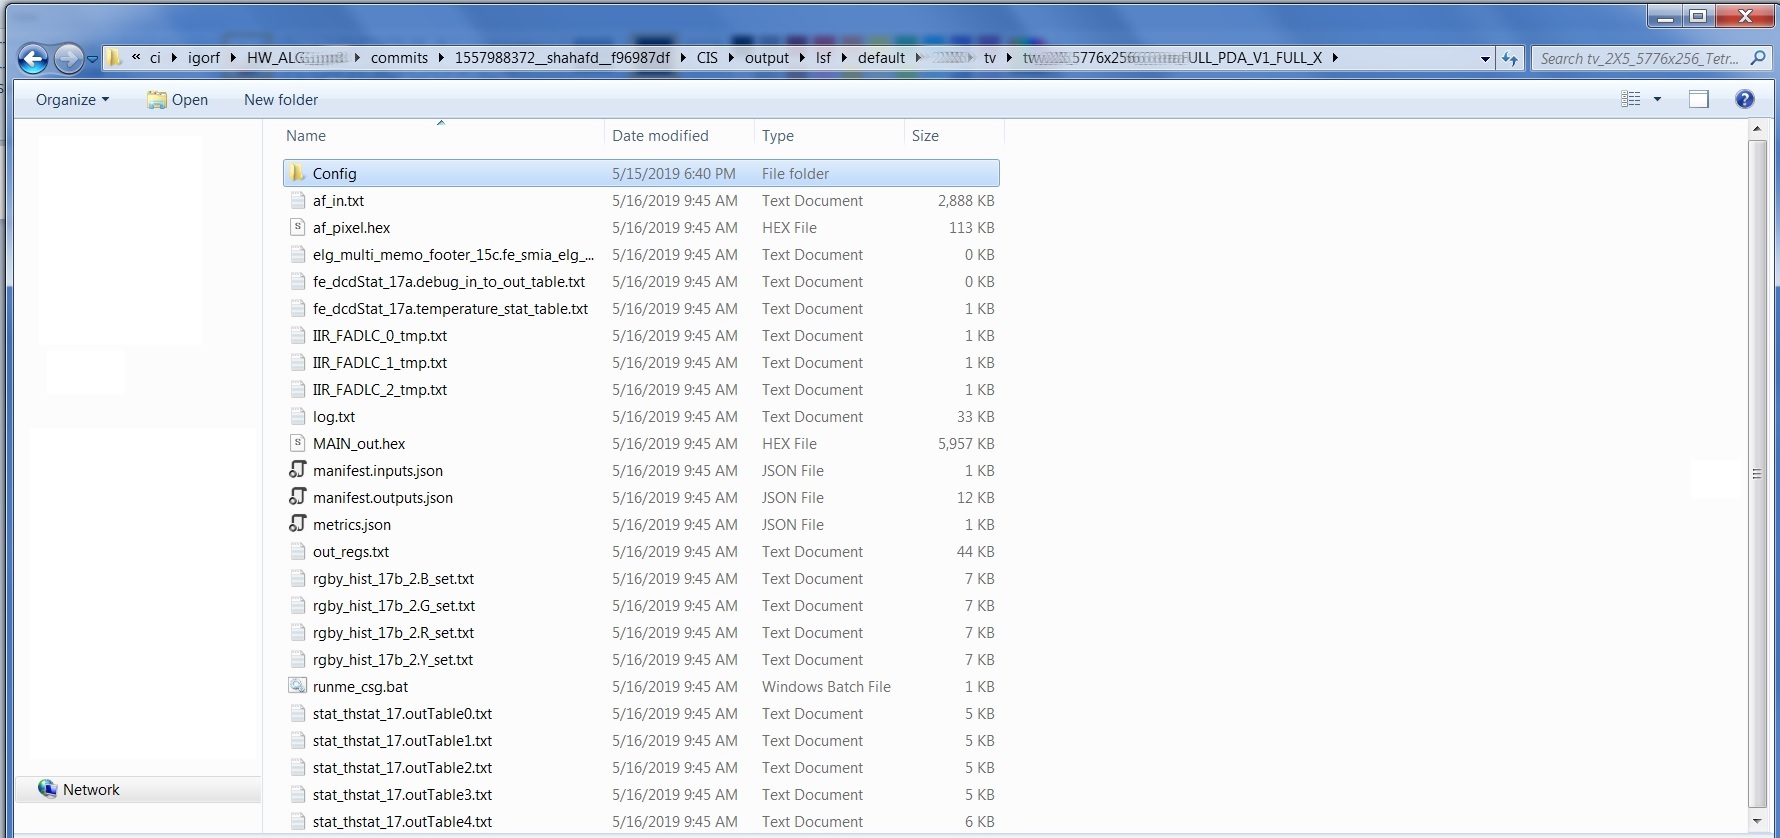 « ci ▸ igorf ▸ HW_ALG ▸ commits ▸ 1557988372__shahafd__f96987df ▸ CIS ▸ output ▸ lsf ▸ default ▸ ▸ tv ▸ 5776x256 FULL_PDA_V1_FULL_X ▸ Search tv_2X5_5776x256_Tetr...
Organize Open New folder
Name Date modified Type Size
Config 5/15/2019 6:40 PM File folder
af_in.txt 5/16/2019 9:45 AM Text Document 2,888 KB
af_pixel.hex 5/16/2019 9:45 AM HEX File 113 KB
elg_multi_memo_footer_15c.fe_smia_elg_... 5/16/2019 9:45 AM Text Document 0 KB
fe_dcdStat_17a.debug_in_to_out_table.txt 5/16/2019 9:45 AM Text Document 0 KB
fe_dcdStat_17a.temperature_stat_table.txt 5/16/2019 9:45 AM Text Document 1 KB
IIR_FADLC_0_tmp.txt 5/16/2019 9:45 AM Text Document 1 KB
IIR_FADLC_1_tmp.txt 5/16/2019 9:45 AM Text Document 1 KB
IIR_FADLC_2_tmp.txt 5/16/2019 9:45 AM Text Document 1 KB
log.txt 5/16/2019 9:45 AM Text Document 33 KB
MAIN_out.hex 5/16/2019 9:45 AM HEX File 5,957 KB
manifest.inputs.json 5/16/2019 9:45 AM JSON File 1 KB
manifest.outputs.json 5/16/2019 9:45 AM JSON File 12 KB
metrics.json 5/16/2019 9:45 AM JSON File 1 KB
out_regs.txt 5/16/2019 9:45 AM Text Document 44 KB
rgby_hist_17b_2.B_set.txt 5/16/2019 9:45 AM Text Document 7 KB
rgby_hist_17b_2.G_set.txt 5/16/2019 9:45 AM Text Document 7 KB
rgby_hist_17b_2.R_set.txt 5/16/2019 9:45 AM Text Document 7 KB
rgby_hist_17b_2.Y_set.txt 5/16/2019 9:45 AM Text Document 7 KB
runme_csg.bat 5/16/2019 9:45 AM Windows Batch File 1 KB
stat_thstat_17.outTable0.txt 5/16/2019 9:45 AM Text Document 5 KB
stat_thstat_17.outTable1.txt 5/16/2019 9:45 AM Text Document 5 KB
stat_thstat_17.outTable2.txt 5/16/2019 9:45 AM Text Document 5 KB
Network
stat_thstat_17.outTable3.txt 5/16/2019 9:45 AM Text Document 5 KB
stat_thstat_17.outTable4.txt 5/16/2019 9:45 AM Text Document 6 KB